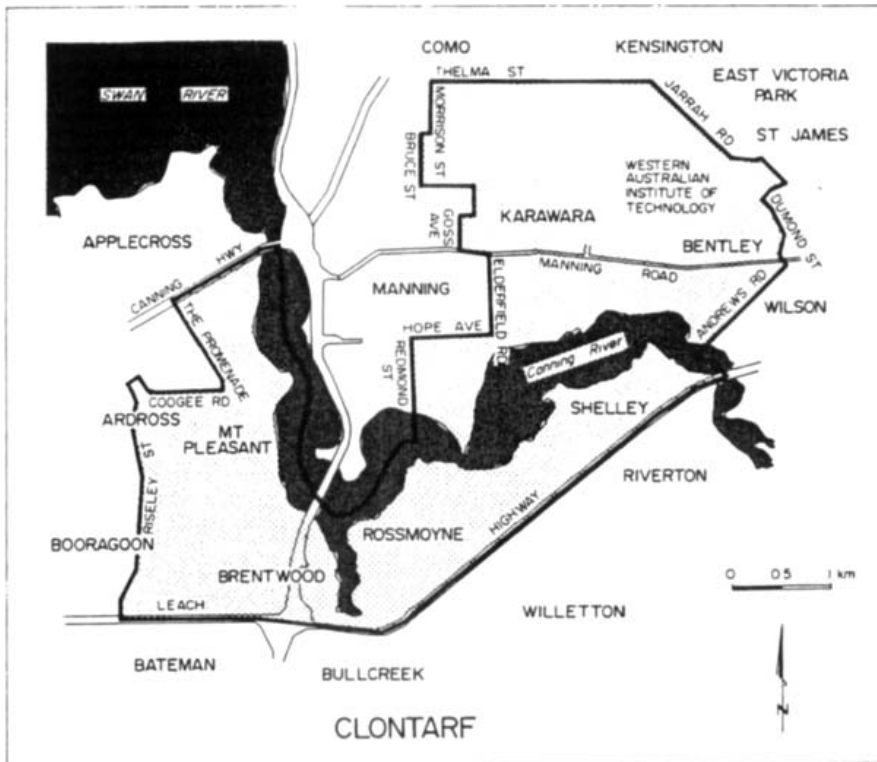 COMO
KENSINGTON
THELMA ST
EAST VICTORIA
PARK
SWAN RIVER
MORRISON ST
JARRAH RD
ST JAMES
BRUCE ST
WESTERN
AUSTRALIAN
INSTITUTE OF
TECHNOLOGY
GOSS
AVE
KARAWARA
DUMOND ST
APPLECROSS
BENTLEY
CANNING HWY
MANNING ROAD
MANNING
ELDERFIELD RD
ANDREWS RD
WILSON
THE PROMENADE
HOPE AVE
REDMOND
ST
Canning River
COOGEE RD
ARDROSS
SHELLEY
MT
PLEASANT
RISELEY ST
RIVERTON
HIGHWAY
BOORAGOON
ROSSMOYNE
BRENTWOOD
0 0.5 1 km
LEACH
WILLETTON
BATEMAN
BULLCREEK
N
CLONTARF